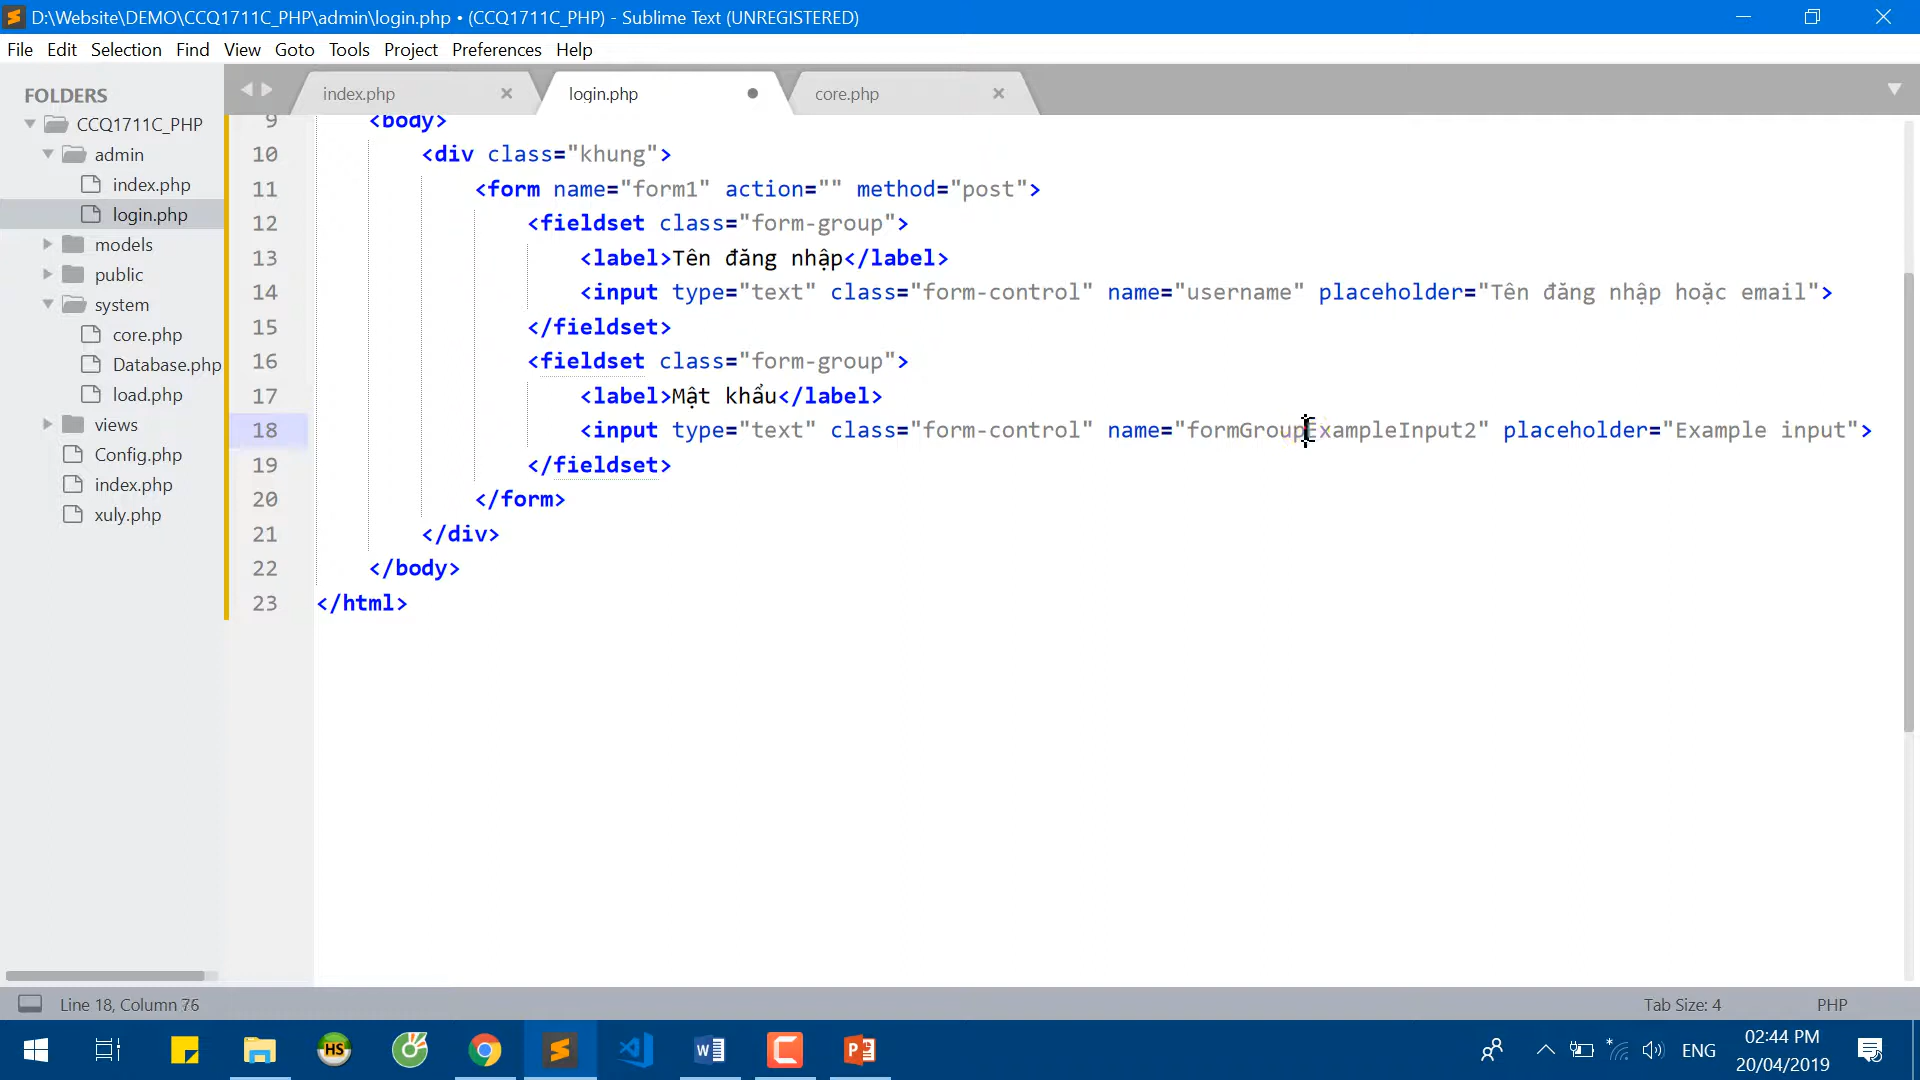 D:\Website\DEMO\CCQ1711C_PHP\admin\login.php • (CCQ1711C_PHP) - Sublime Text (UNREGISTERED)
File Edit Selection Find View Goto Tools Project Preferences Help
FOLDERS
CCQ1711C_PHP
admin
index.php
login.php
models
public
system
core.php
Database.php
load.php
views
Config.php
index.php
xuly.php
index.php × login.php • core.php ×
9 <body>
10 <div class="khung">
11 <form name="form1" action="" method="post">
12 <fieldset class="form-group">
13 <label>Tên đăng nhập</label>
14 <input type="text" class="form-control" name="username" placeholder="Tên đăng nhập hoặc email">
15 </fieldset>
16 <fieldset class="form-group">
17 <label>Mật khẩu</label>
18 <input type="text" class="form-control" name="formGroupExampleInput2" placeholder="Example input">
19 </fieldset>
20 </form>
21 </div>
22 </body>
23 </html>
Line 18, Column 76 Tab Size: 4 PHP
HS
ENG
02:44 PM
20/04/2019